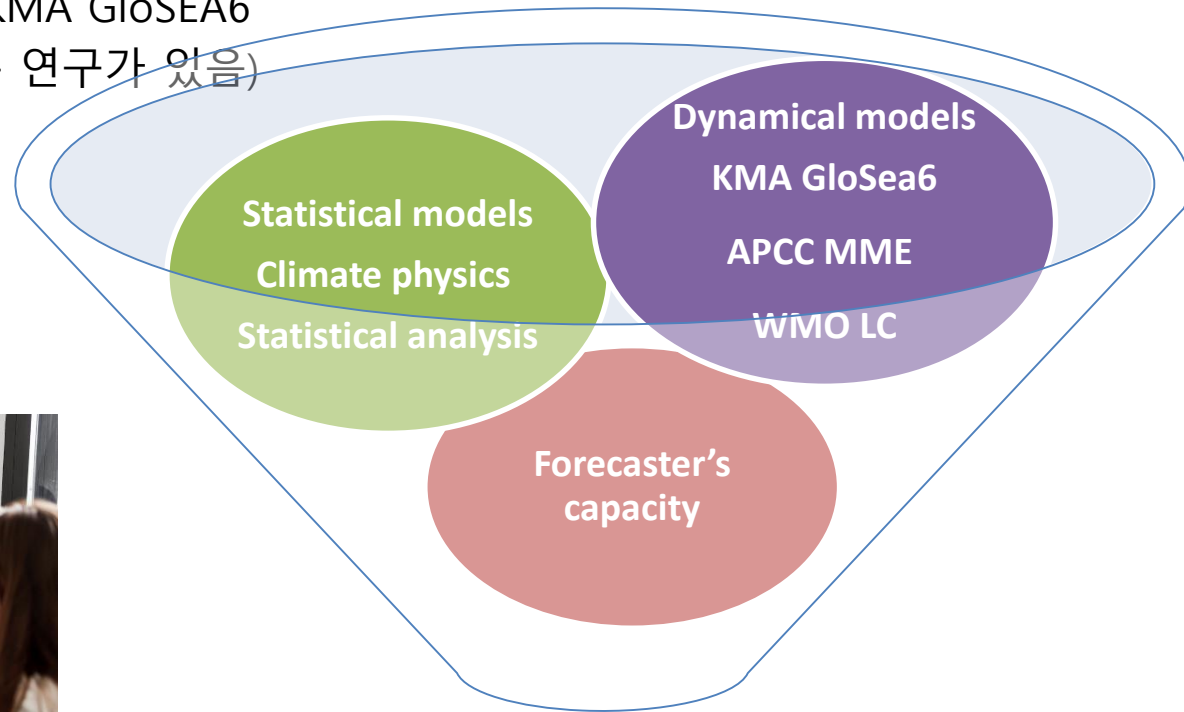 KMA GloSEA6
연구가 있음)
Dynamical models
KMA GloSea6
APCC MME
WMO LC
Statistical models
Climate physics
Statistical analysis
Forecaster’s
capacity